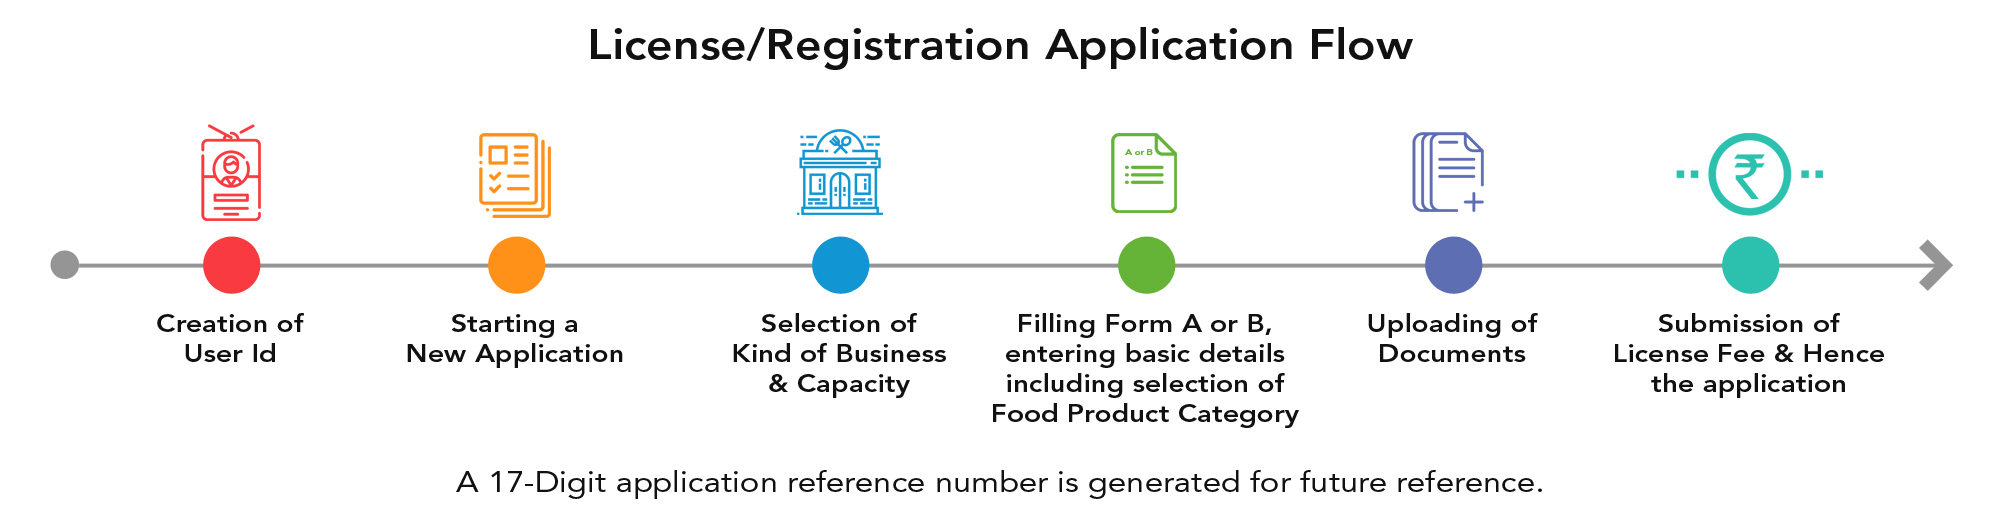 License/Registration Application Flow
A or B
Creation of
User Id
Starting a
New Application
Selection of
Kind of Business
& Capacity
Filling Form A or B,
entering basic details
including selection of
Food Product Category
Uploading of
Documents
Submission of
License Fee & Hence
the application
A 17-Digit application reference number is generated for future reference.